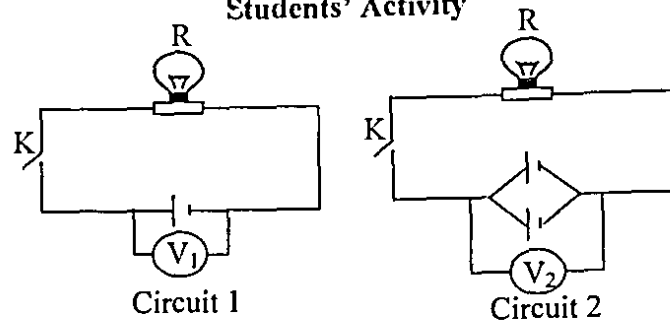 Students' Activity
R
R
K
K
V1
V2
Circuit 1
Circuit 2